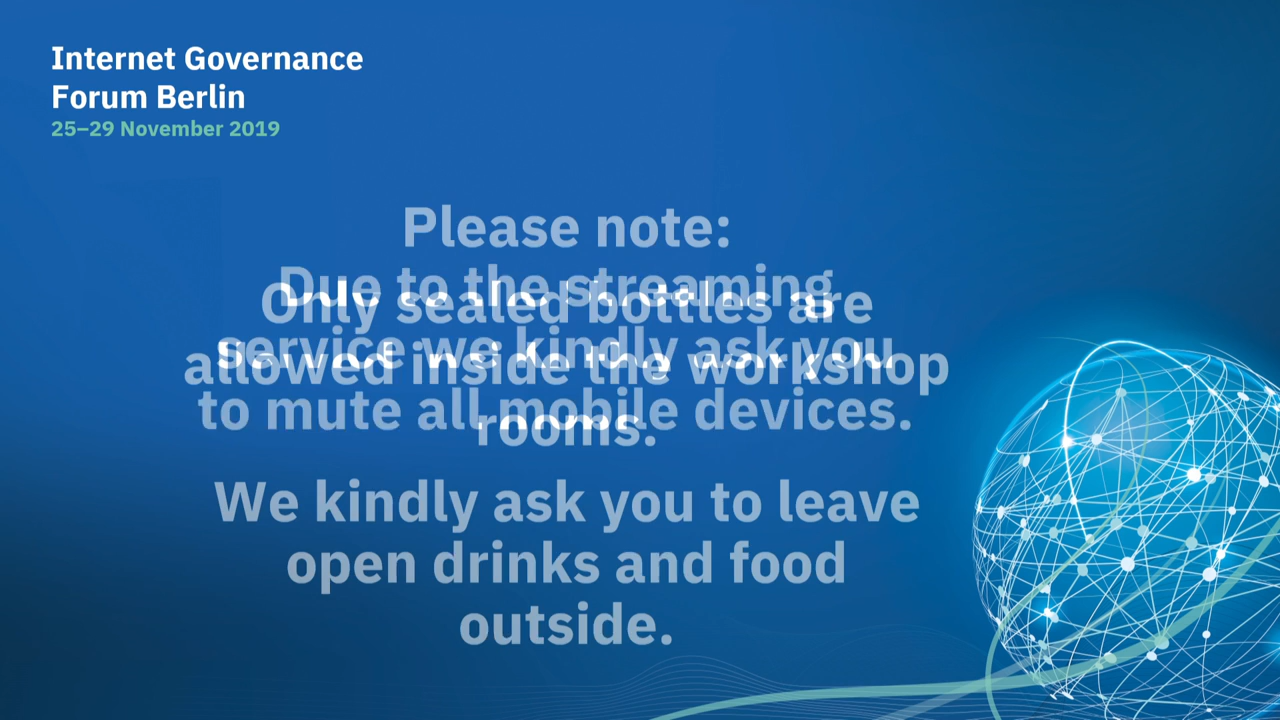 Internet Governance
Forum Berlin
25–29 November 2019
Please note:
Due to the streaming
service we kindly ask you
to mute all mobile devices.
Only sealed bottles are
allowed inside the workshop
rooms.
We kindly ask you to leave
open drinks and food
outside.